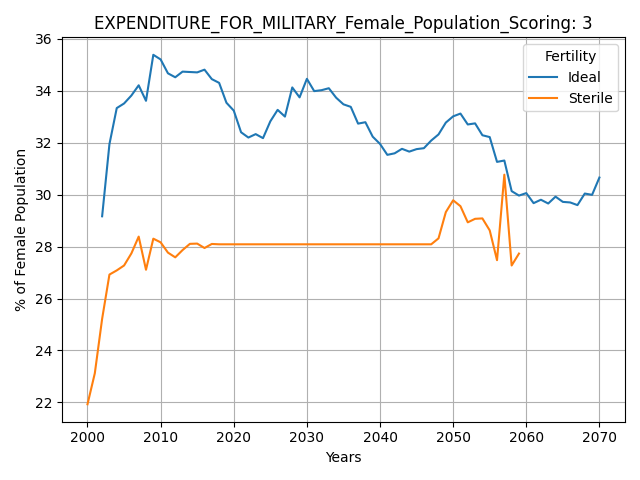 EXPENDITURE_FOR_MILITARY_Female_Population_Scoring: 3
Fertility
Ideal
Sterile
% of Female Population
36
34
32
30
28
26
24
22
2000 2010 2020 2030 2040 2050 2060 2070
Years